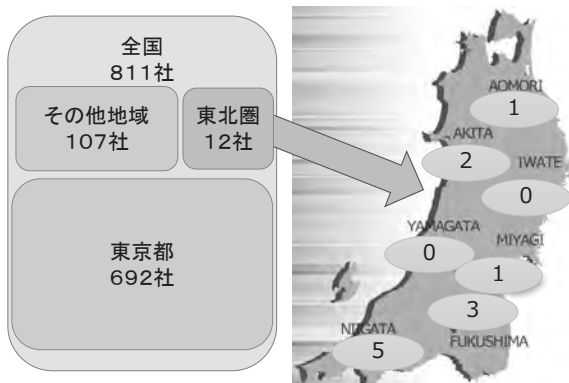 全国
811社
その他地域
107社
東北圏
12社
東京都
692社
AOMORI
1
AKITA
2
IWATE
0
YAMAGATA
0
MIYAGI
1
3
FUKUSHIMA
NIIGATA
5